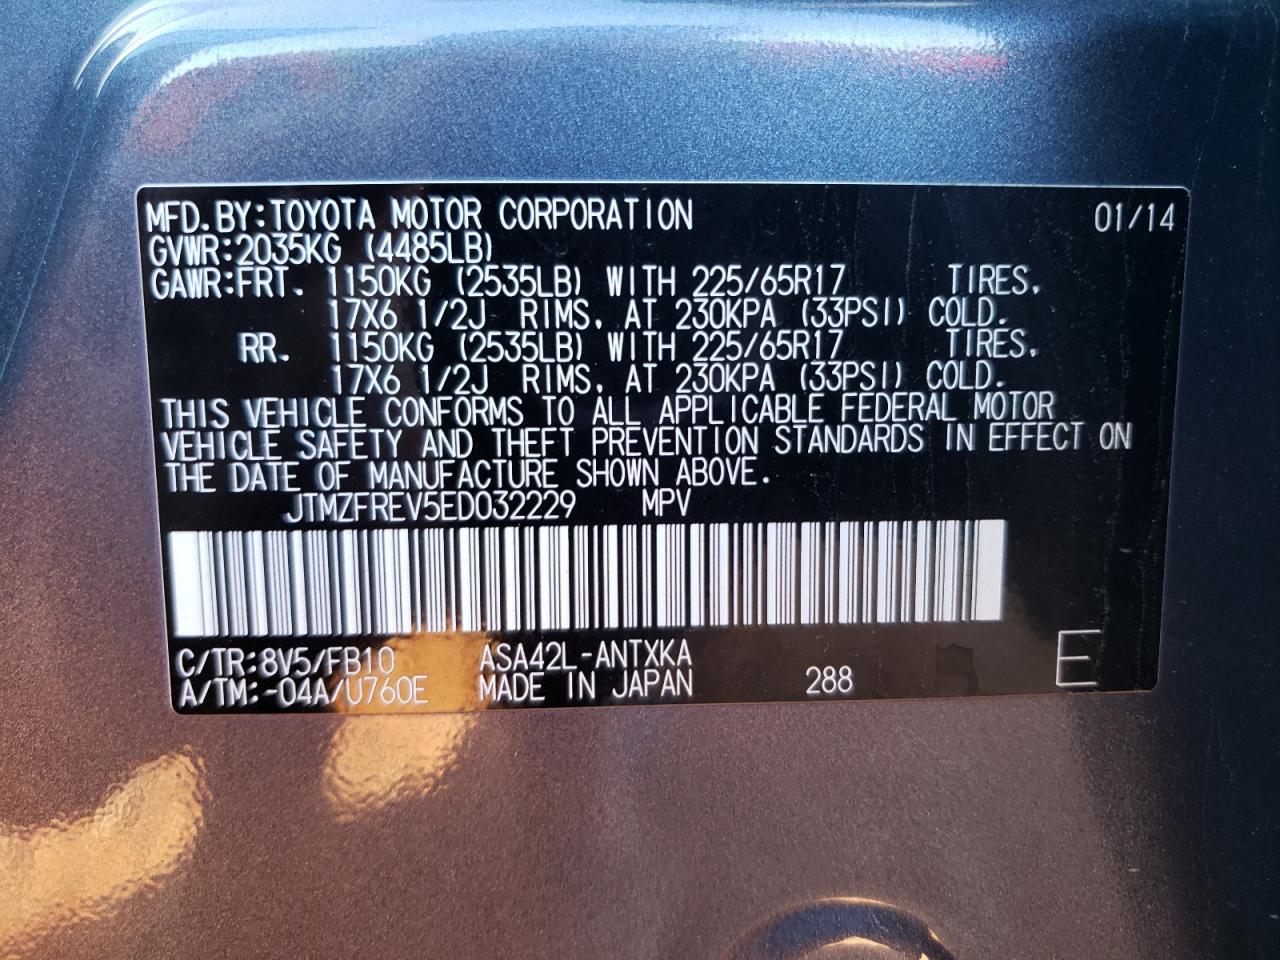 MFD.BY:TOYOTA MOTOR CORPORATION 01/14
GVWR:2035KG (4485LB)
GAWR:FRT. 1150KG (2535LB) WITH 225/65R17 TIRES,
17X6 1/2J RIMS, AT 230KPA (33PSI) COLD.
RR. 1150KG (2535LB) WITH 225/65R17 TIRES,
17X6 1/2J RIMS, AT 230KPA (33PSI) COLD.
THIS VEHICLE CONFORMS TO ALL APPLICABLE FEDERAL MOTOR
VEHICLE SAFETY AND THEFT PREVENTION STANDARDS IN EFFECT ON
THE DATE OF MANUFACTURE SHOWN ABOVE.
JTMZFREV5ED032229 MPV
C/TR:8V5/FB10 ASA42L-ANTXKA
A/TM:-04A/U760E MADE IN JAPAN 288 E